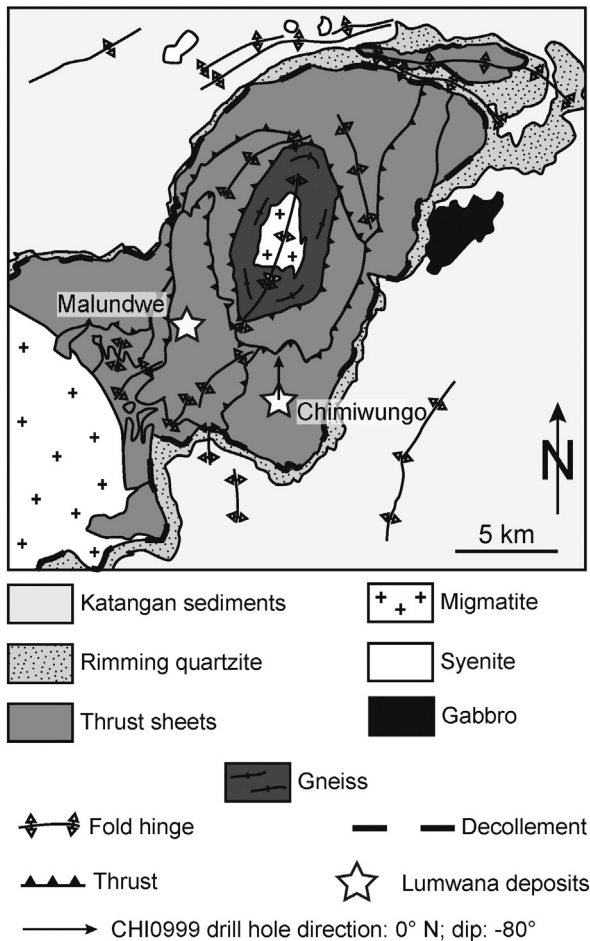 Malundwe
Chimiwungo
N
5 km
Katangan sediments
Migmatite
Rimming quartzite
Syenite
Thrust sheets
Gabbro
Gneiss
Fold hinge
Decollement
Thrust
Lumwana deposits
CHI0999 drill hole direction: 0° N; dip: -80°